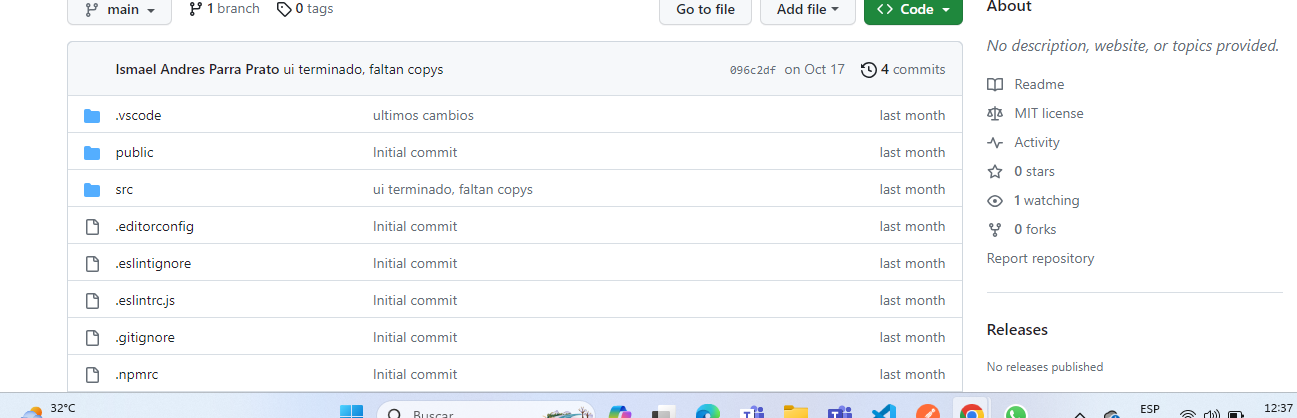 main
1 branch
0 tags
Go to file
Add file
Code
About
Ismael Andres Parra Prato ui terminado, faltan copys
096c2df on Oct 17
4 commits
No description, website, or topics provided.
.vscode ultimos cambios last month
public Initial commit last month
src ui terminado, faltan copys last month
.editorconfig Initial commit last month
.eslintignore Initial commit last month
.eslintrc.js Initial commit last month
.gitignore Initial commit last month
.npmrc Initial commit last month
Readme
MIT license
Activity
0 stars
1 watching
0 forks
Report repository
Releases
No releases published
32°C
Buscar
ESP
12:37